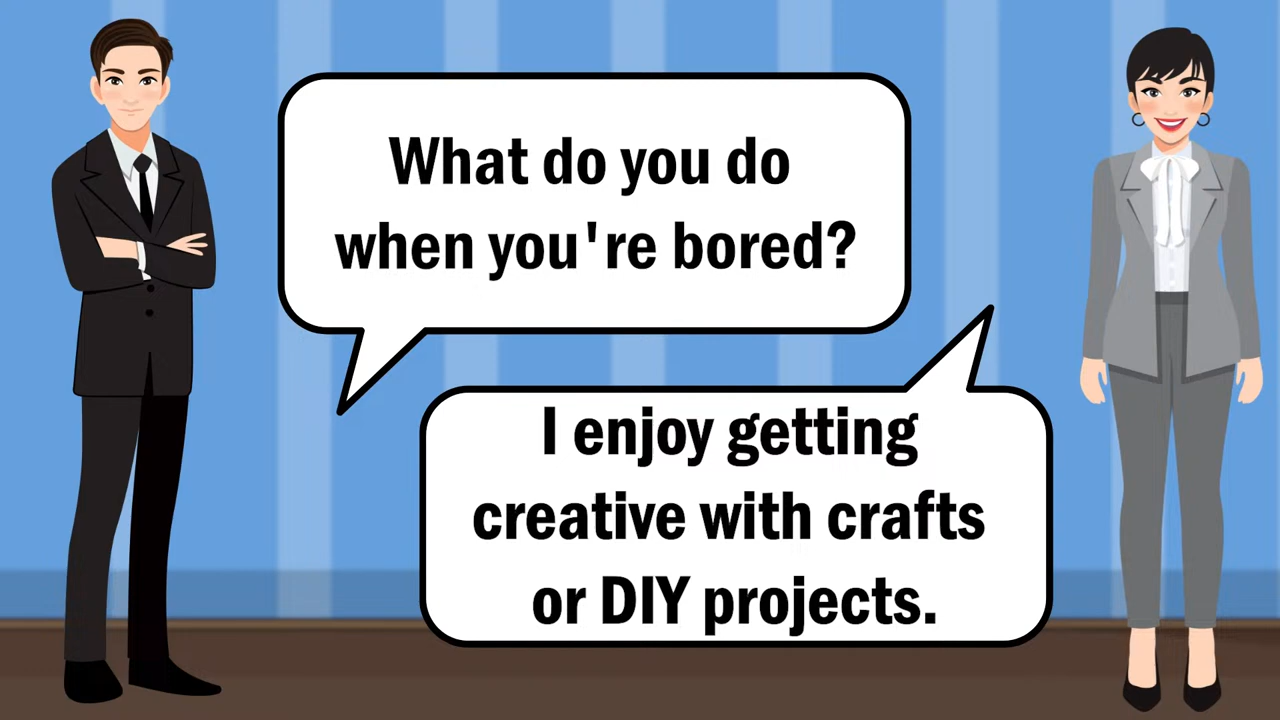 What do you do
when you're bored?
I enjoy getting
creative with crafts
or DIY projects.